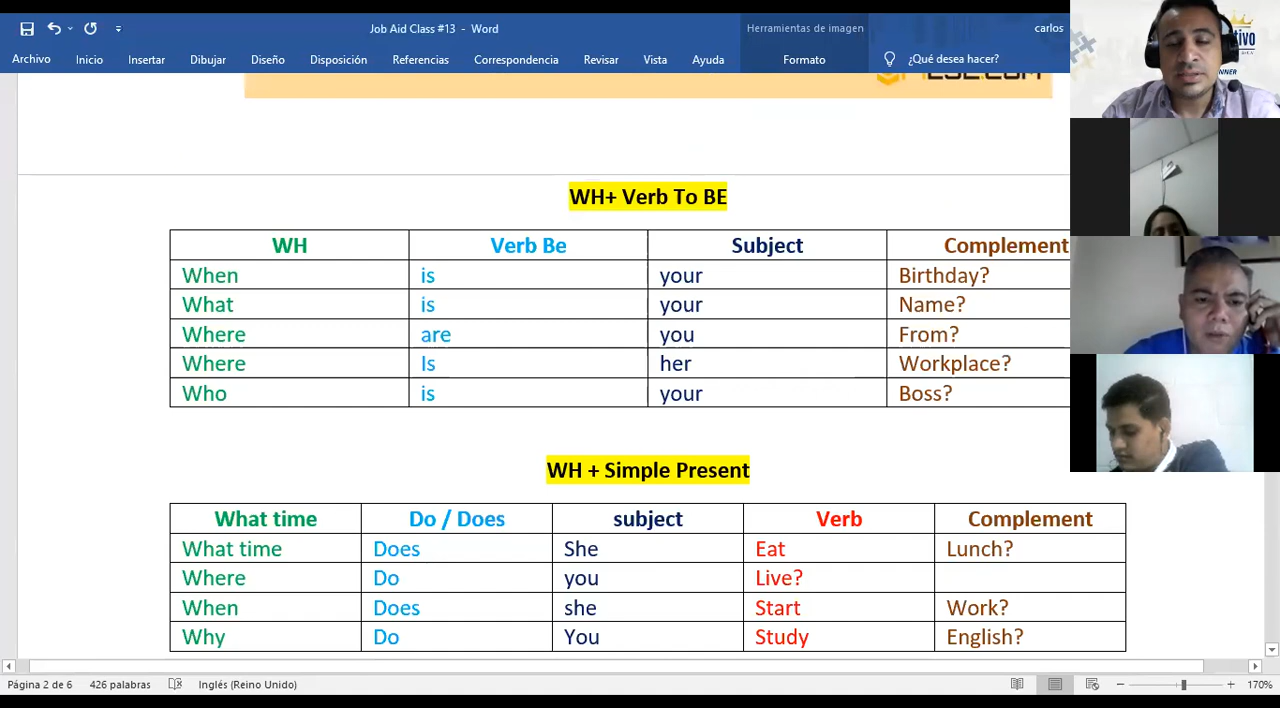 Job Aid Class #13 - Word
Herramientas de imagen
carlos
Archivo Inicio Insertar Dibujar Diseño Disposición Referencias Correspondencia Revisar Vista Ayuda Formato ¿Qué desea hacer?
WH+ Verb To BE
WH Verb Be Subject Complement
When is your Birthday?
What is your Name?
Where are you From?
Where Is her Workplace?
Who is your Boss?
WH + Simple Present
What time Do / Does subject Verb Complement
What time Does She Eat Lunch?
Where Do you Live?
When Does she Start Work?
Why Do You Study English?
Página 2 de 6 426 palabras Inglés (Reino Unido) 170%